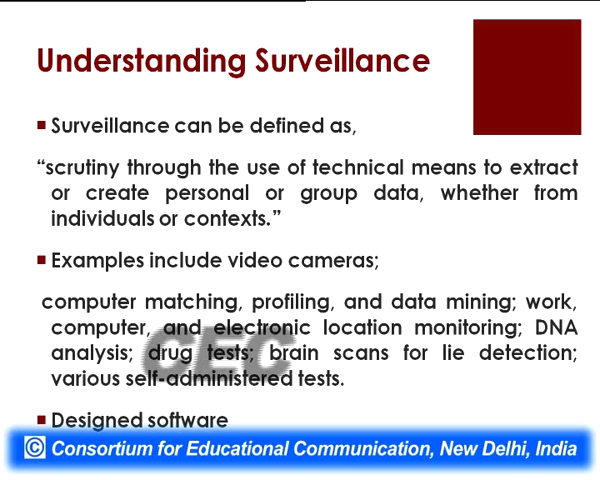 Understanding Surveillance
Surveillance can be defined as,
“scrutiny through the use of technical means to extract
or create personal or group data, whether from
individuals or contexts.”
Examples include video cameras;
computer matching, profiling, and data mining; work,
computer, and electronic location monitoring; DNA
analysis; drug tests; brain scans for lie detection;
various self-administered tests.
CEC
Designed software
© Consortium for Educational Communication, New Delhi, India